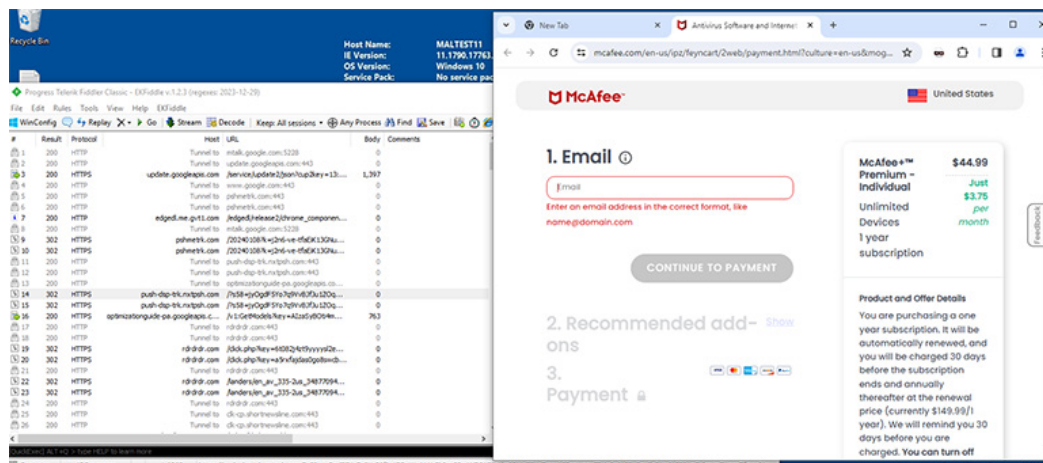 Recycle Bin
Host Name: MALTEST11
IE Version: 11.1790.17763.
OS Version: Windows 10
Service Pack: No service pac
Progress Telerik Fiddler Classic - EKFiddle v.1.2.3 (regexes: 2023-12-29)
File Edit Rules Tools View Help EKFiddle
WinConfig Replay X Go Stream Decode Keep: All sessions Any Process Find Save
# Result Protocol Host URL Body Comments
1 200 HTTP Tunnel to mtalk.google.com:5228 0
2 200 HTTP Tunnel to update.googleapis.com:443 0
3 200 HTTPS update.googleapis.com 1,397
4 200 HTTP Tunnel to www.google.com:443 0
5 200 HTTP Tunnel to pshmetrk.com:443 0
6 200 HTTP Tunnel to pshmetrk.com:443 0
7 200 HTTP edgedl.me.gvt1.com /edgedl/release2/chrome_componen... 0
8 200 HTTP Tunnel to www.google.com:443 0
9 302 HTTPS pshmetrk.com 0
10 302 HTTPS pshmetrk.com 0
11 200 HTTP Tunnel to push-dsp-trk.nxtpsh.com:443 0
12 200 HTTP Tunnel to push-dsp-trk.nxtpsh.com:443 0
13 200 HTTP Tunnel to optimizationguide-pa.googleapis.co... 0
14 302 HTTPS push-dsp-trk.nxtpsh.com 0
15 302 HTTPS push-dsp-trk.nxtpsh.com 0
16 200 HTTPS optimizationguide-pa.googleapis.c... 763
17 200 HTTP Tunnel to rdrdrdr.com:443 0
18 200 HTTP Tunnel to rdrdrdr.com:443 0
19 302 HTTPS rdrdrdr.com 0
20 302 HTTPS rdrdrdr.com 0
21 200 HTTP Tunnel to rdrdrdr.com:443 0
22 302 HTTPS rdrdrdr.com /landers/en_av_335-2us_34877094... 0
23 302 HTTPS rdrdrdr.com /landers/en_av_335-2us_34877094... 0
24 200 HTTP Tunnel to rdrdrdr.com:443 0
25 200 HTTP Tunnel to clk-cp.shortnewsline.com:443 0
26 200 HTTP Tunnel to clk-cp.shortnewsline.com:443 0
[QuickExec] ALT+Q > type HELP to learn more
New Tab
Antivirus Software and Internet
mcafee.com/en-us/ipz/feyncart/2web/payment.html?culture=en-us&mog...
McAfee™
United States
1. Email
Email
Enter an email address in the correct format, like
name@domain.com
CONTINUE TO PAYMENT
2. Recommended add-ons Show
3.
Payment
McAfee+™ $44.99
Premium - Just
Individual $3.75
Unlimited per
Devices month
1 year
subscription
Product and Offer
Details
You are purchasing a one
year subscription. It will be
automatically renewed, and
you will be charged 30 days
before the subscription
ends and annually
thereafter at the renewal
price (currently $149.99/1
year). We will remind you 30
days before you are
charged. You can turn off
Feedback